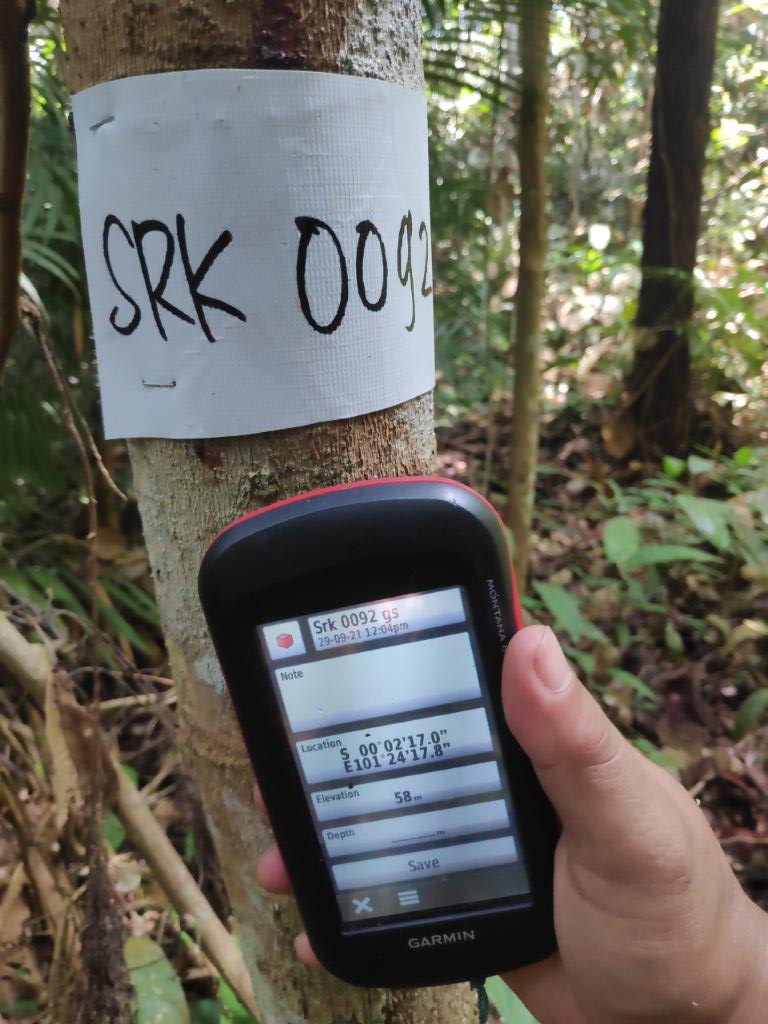 SRK 0092
MONTANA
Srk 0092 gs
29-09-21 12:04pm
Note
Location
S 00°02'17.0"
E101°24'17.8"
Elevation
58 m
Depth
_____m
Save
GARMIN